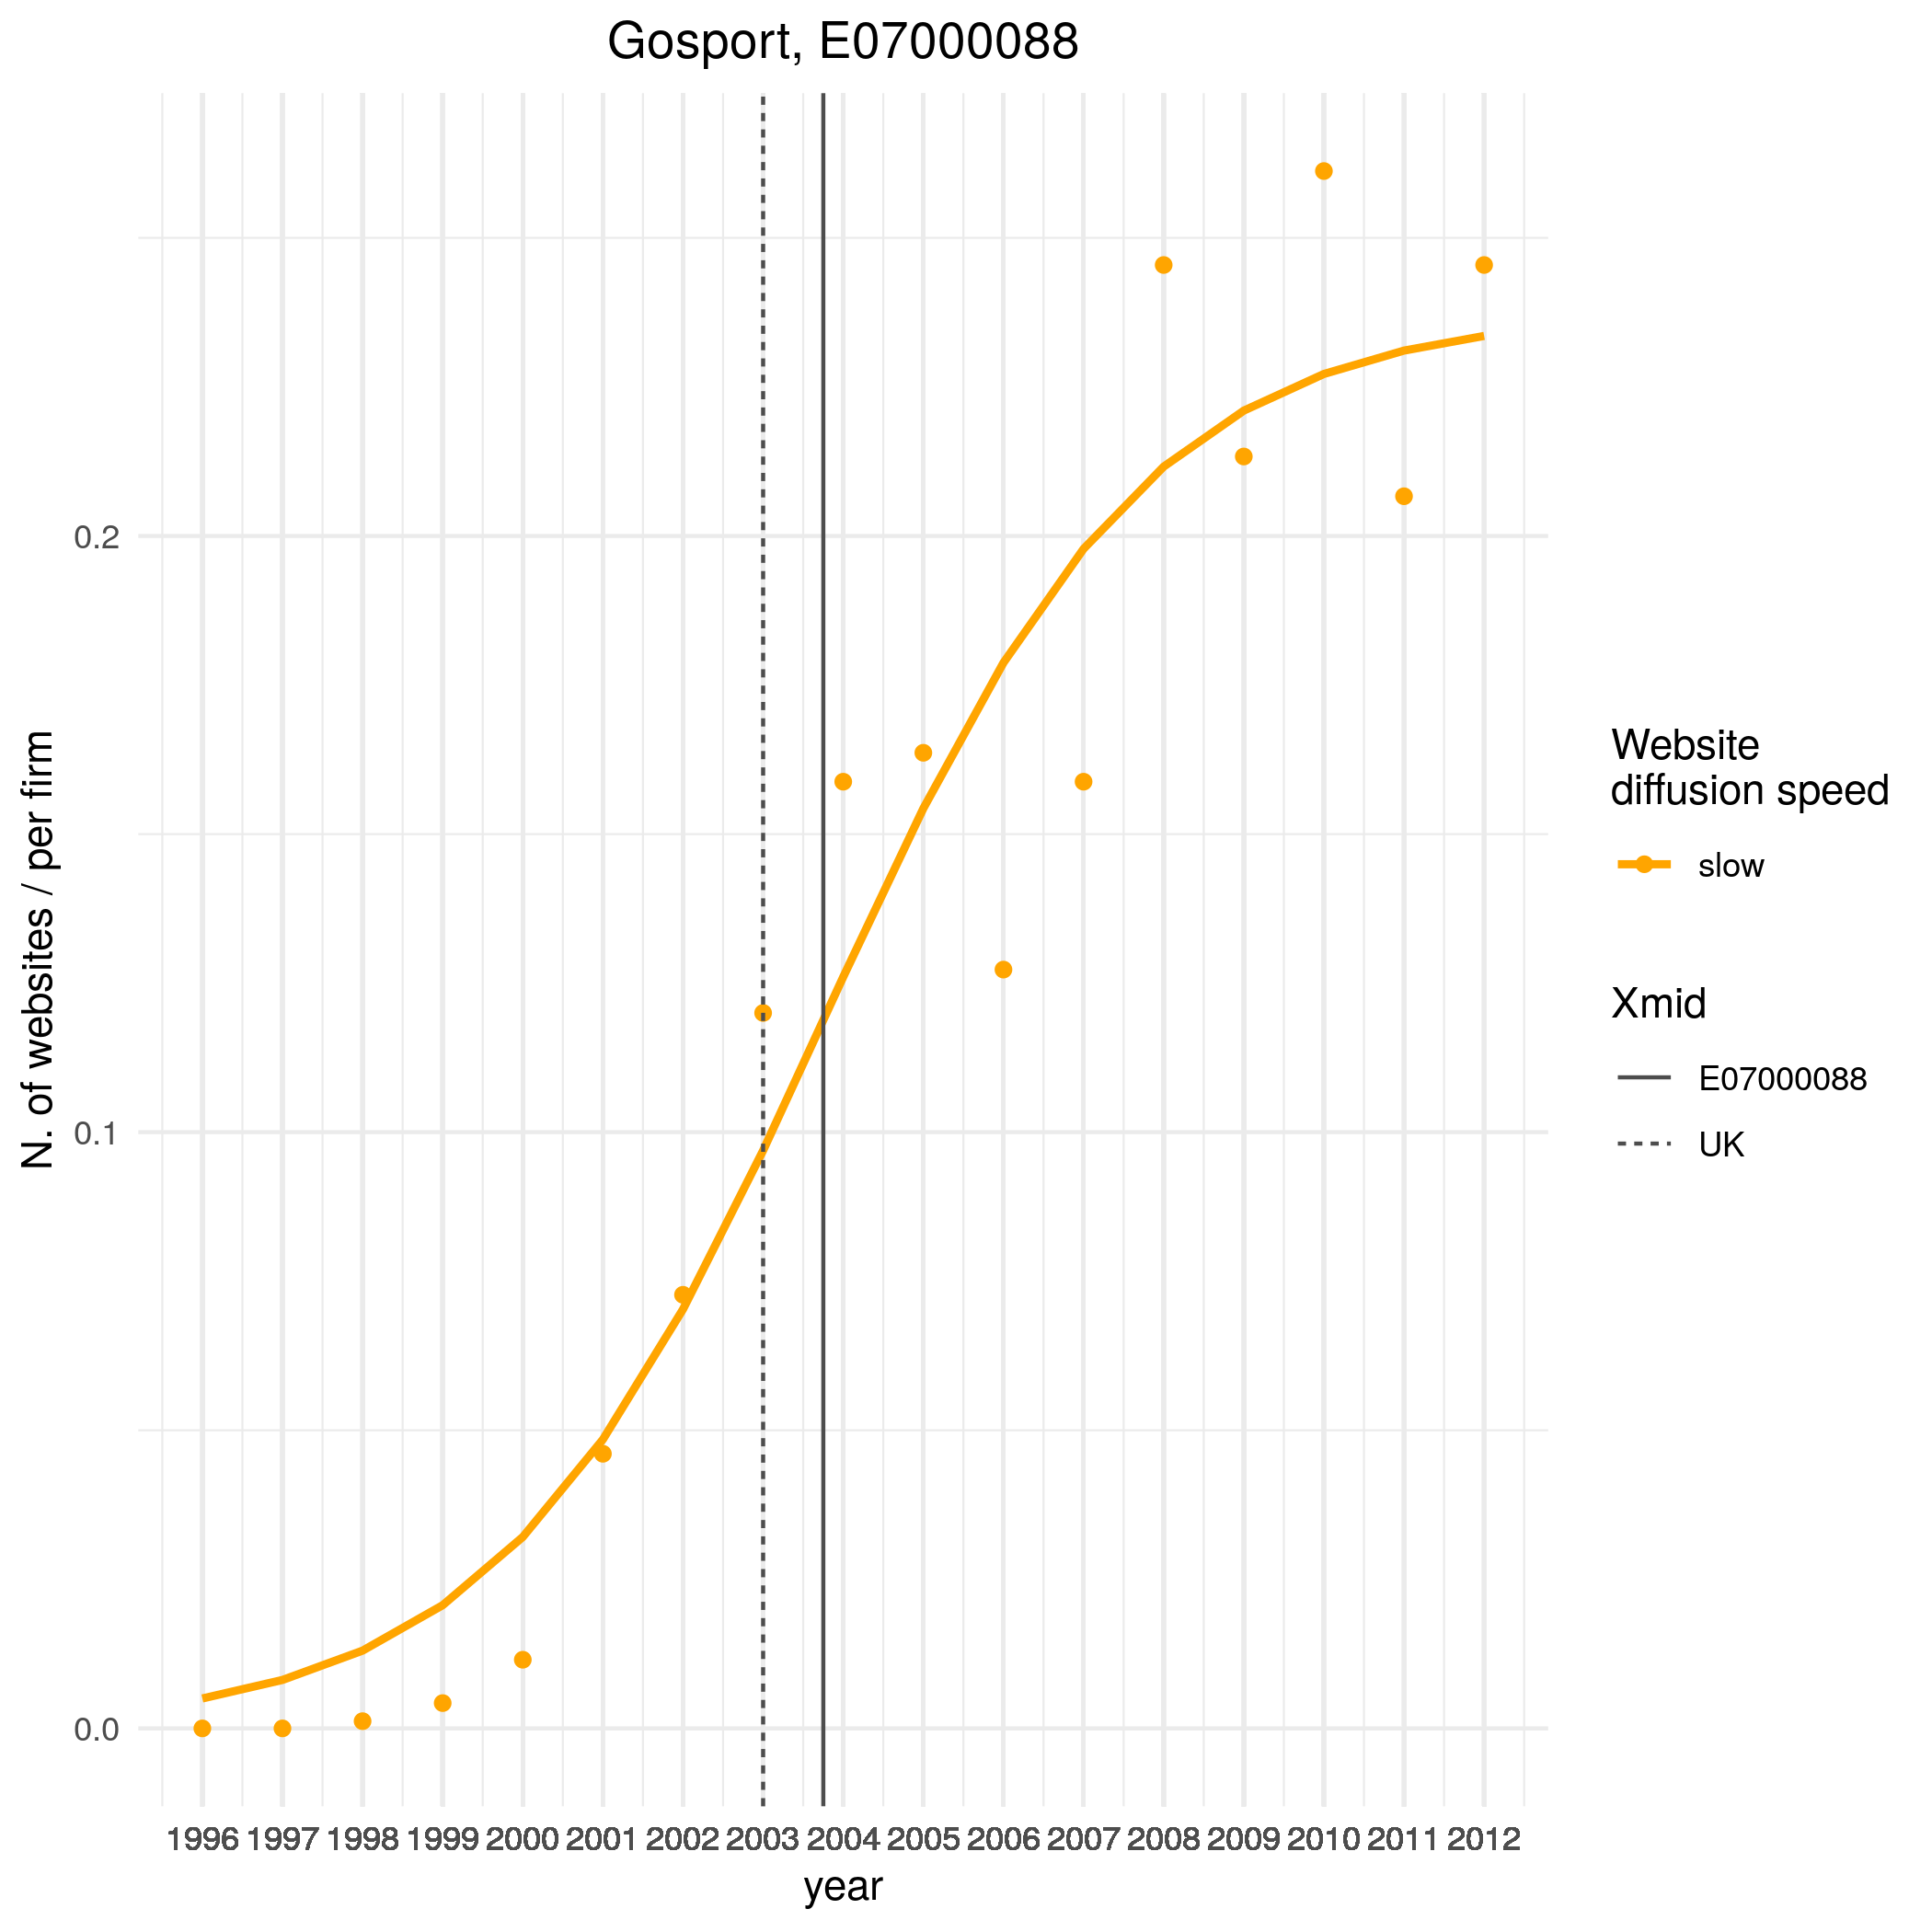 Gosport, E07000088
N. of websites / per firm
0.2
0.1
0.0
1996 1997 1998 1999 2000 2001 2002 2003 2004 2005 2006 2007 2008 2009 2010 2011 2012
year
Website
diffusion speed
slow
Xmid
E07000088
UK